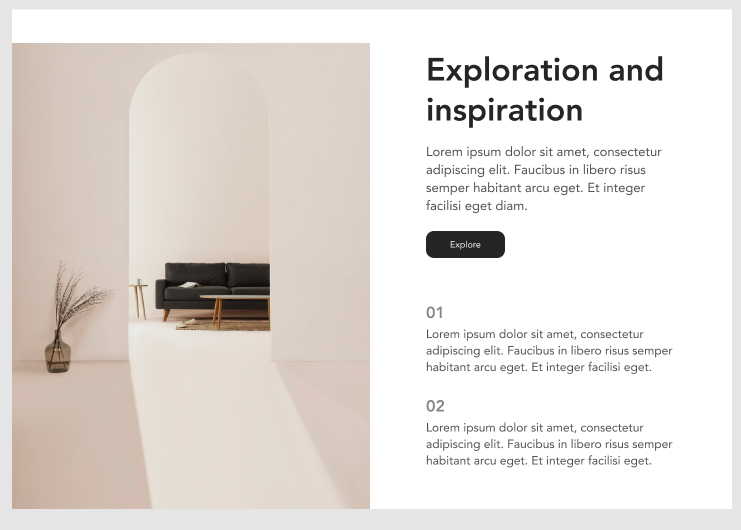 Exploration and
inspiration
Lorem ipsum dolor sit amet, consectetur
adipiscing elit. Faucibus in libero risus
semper habitant arcu eget. Et integer
facilisi eget diam.
Explore
01
Lorem ipsum dolor sit amet, consectetur
adipiscing elit. Faucibus in libero risus semper
habitant arcu eget. Et integer facilisi eget.
02
Lorem ipsum dolor sit amet, consectetur
adipiscing elit. Faucibus in libero risus semper
habitant arcu eget. Et integer facilisi eget.